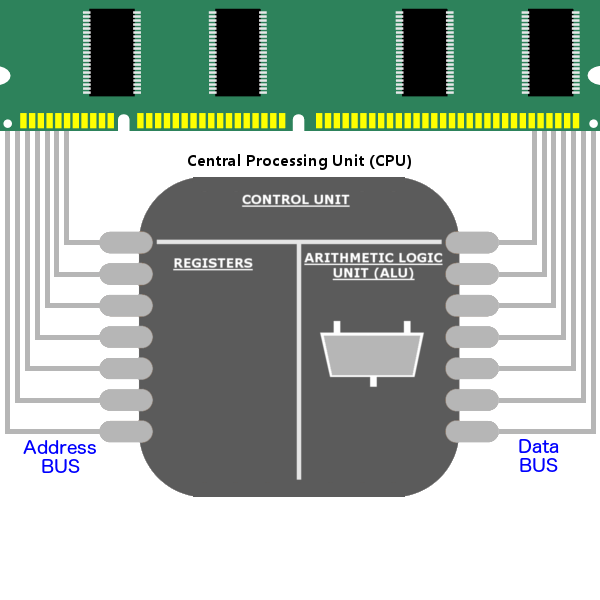 Central Processing Unit (CPU)
CONTROL UNIT
REGISTERS
ARITHMETIC LOGIC
UNIT (ALU)
Address
BUS
Data
BUS